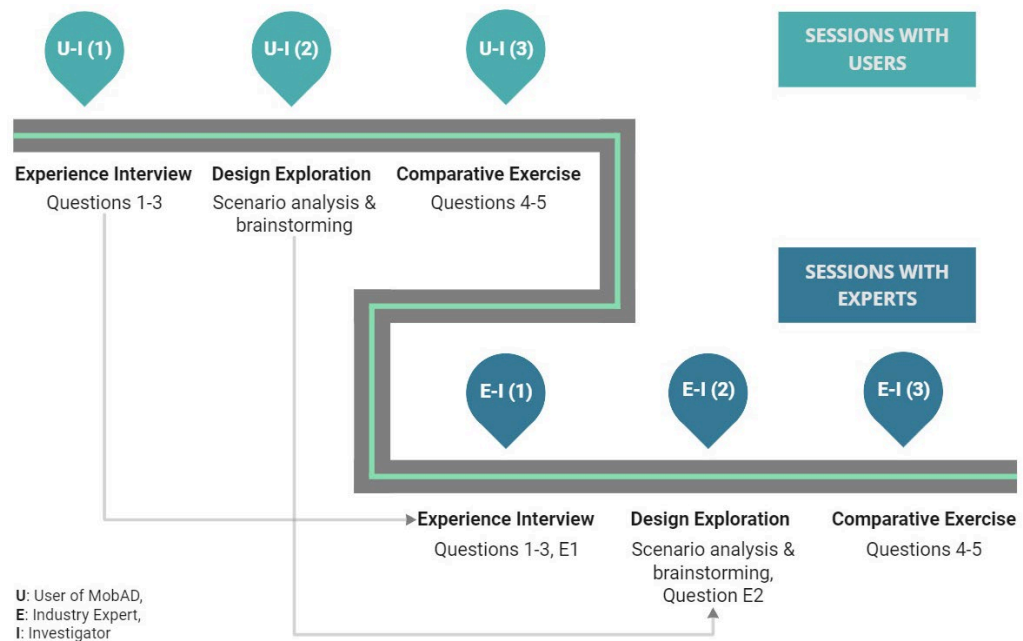 U-I (1)
U-I (2)
U-I (3)
SESSIONS WITH
USERS
Experience Interview
Questions 1-3
Design Exploration
Scenario analysis &
brainstorming
Comparative Exercise
Questions 4-5
SESSIONS WITH
EXPERTS
E-I (1)
E-I (2)
E-I (3)
Experience Interview
Questions 1-3, E1
Design Exploration
Scenario analysis &
brainstorming,
Question E2
Comparative Exercise
Questions 4-5
U: User of MobAD,
E: Industry Expert,
I: Investigator